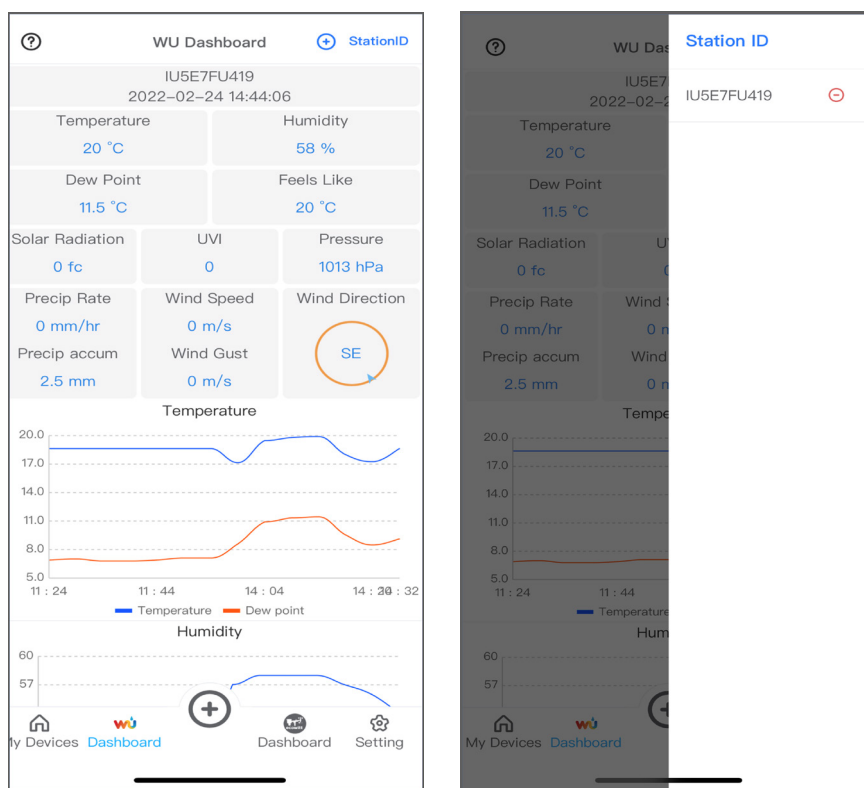 WU Dashboard StationID
IU5E7FU419
2022-02-24 14:44:06
Temperature Humidity
20 °C 58 %
Dew Point Feels Like
11.5 °C 20 °C
Solar Radiation UVI Pressure
0 fc 0 1013 hPa
Precip Rate Wind Speed Wind Direction
0 mm/hr 0 m/s
Precip accum Wind Gust SE
2.5 mm 0 m/s
Temperature
20.0
17.0
14.0
11.0
8.0
5.0
11 : 24 11 : 44 14 : 04 14 : 32
Temperature Dew point
Humidity
60
57
My Devices Dashboard Dashboard Setting
WU Das
Station ID
IU5E7
2022-02-2
IU5E7FU419
Temperature
20 °C
Dew Point
11.5 °C
Solar Radiation U
0 fc
Precip Rate Wind
0 mm/hr 0 m
Precip accum Wind
2.5 mm 0 m
Tempe
20.0
17.0
14.0
11.0
8.0
5.0
11 : 24 11 : 44
Temperature
Hum
60
57
My Devices Dashboard